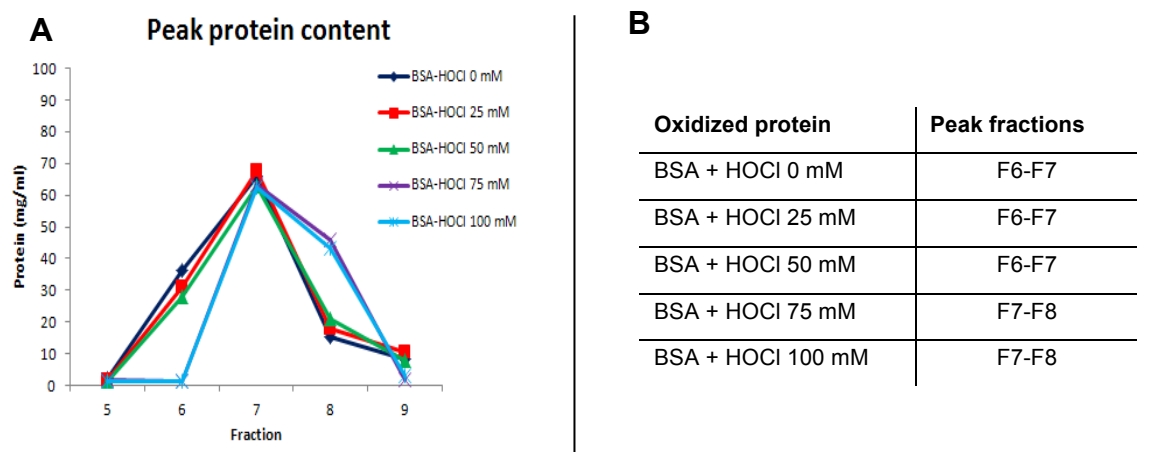 A
Peak protein content
100
90
80
70
60
50
40
30
20
10
0
Protein (mg/ml)
5 6 7 8 9
Fraction
BSA-HOCl 0 mM
BSA-HOCl 25 mM
BSA-HOCl 50 mM
BSA-HOCl 75 mM
BSA-HOCl 100 mM
B
Oxidized protein Peak fractions
BSA + HOCl 0 mM F6-F7
BSA + HOCl 25 mM F6-F7
BSA + HOCl 50 mM F6-F7
BSA + HOCl 75 mM F7-F8
BSA + HOCl 100 mM F7-F8